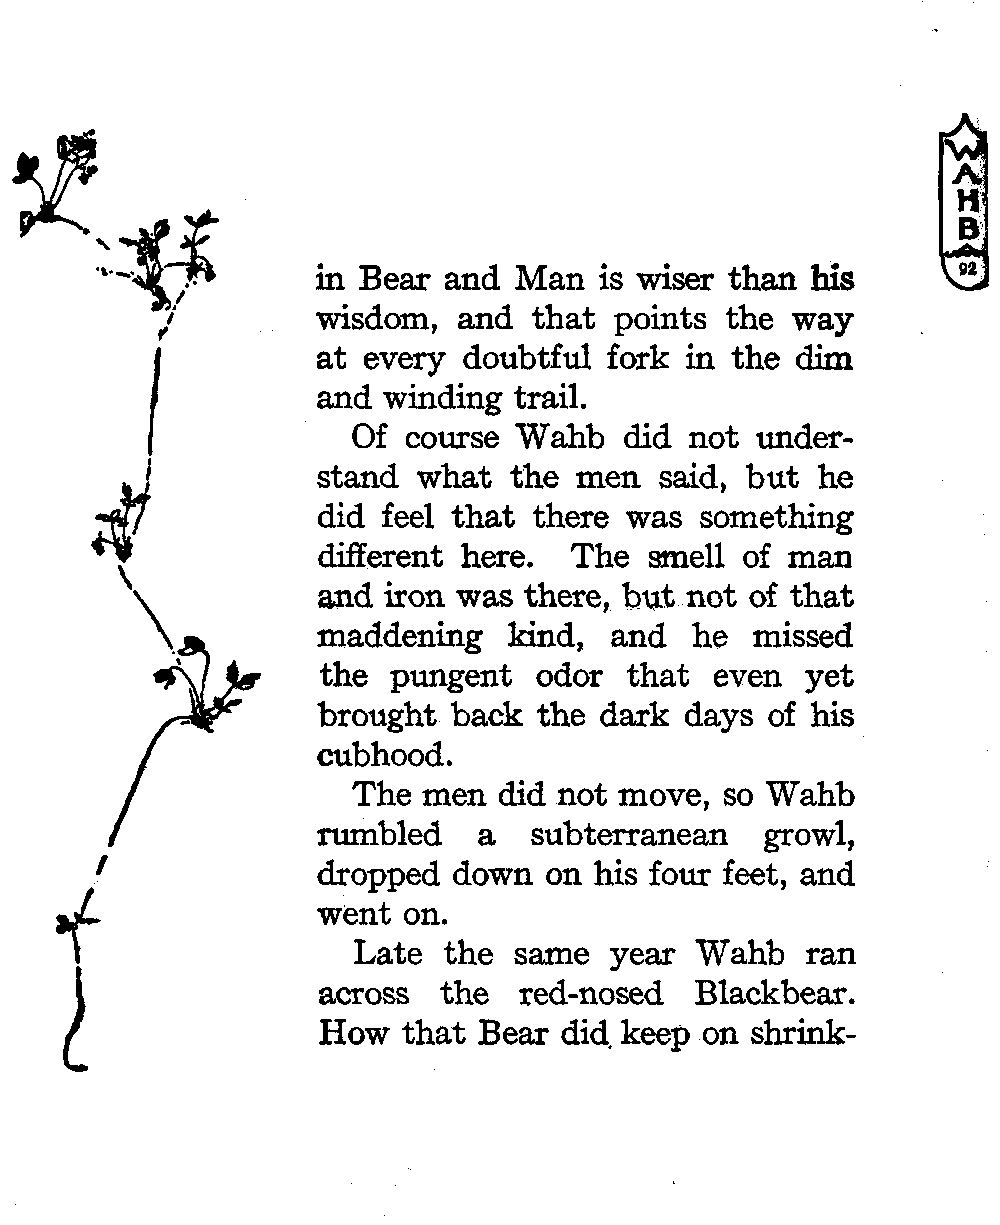 WAHB
92
in Bear and Man is wiser than his
wisdom, and that points the way
at every doubtful fork in the dim
and winding trail.
Of course Wahb did not under-
stand what the men said, but he
did feel that there was something
different here. The smell of man
and iron was there, but not of that
maddening kind, and he missed
the pungent odor that even yet
brought back the dark days of his
cubhood.
The men did not move, so Wahb
rumbled a subterranean growl,
dropped down on his four feet, and
went on.
Late the same year Wahb ran
across the red-nosed Blackbear.
How that Bear did keep on shrink-